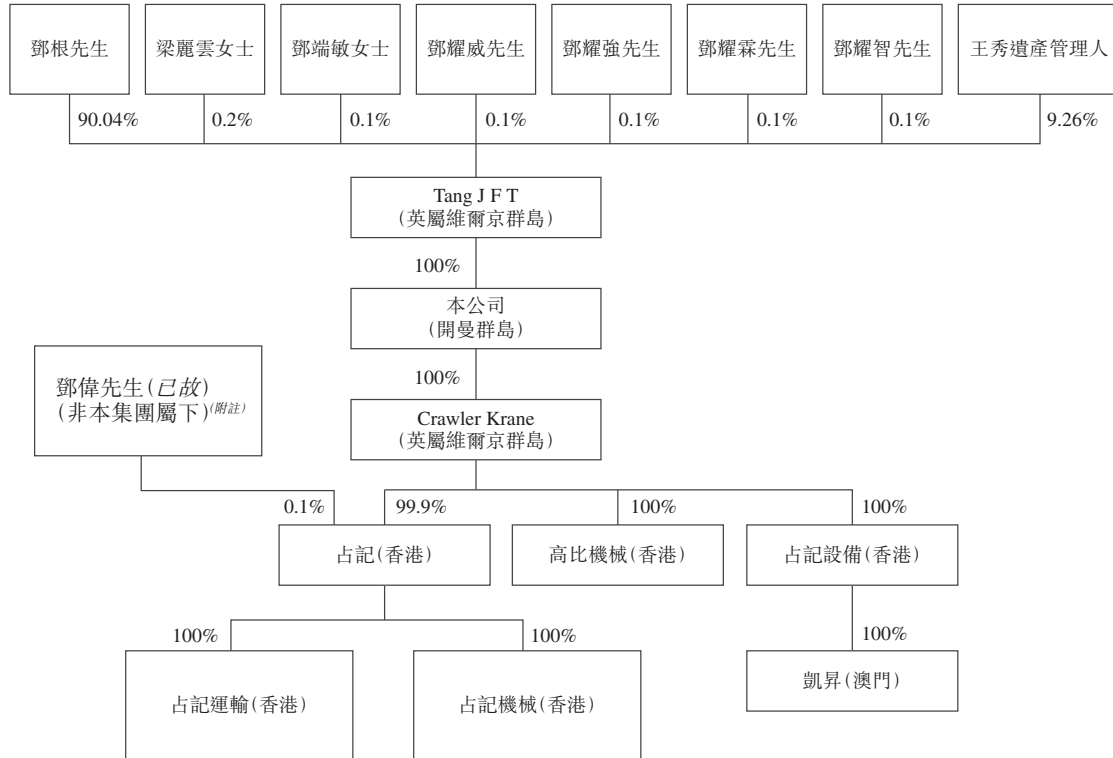 鄧根先生
梁麗雲女士
鄧端敏女士
鄧耀威先生
鄧耀強先生
鄧耀霖先生
鄧耀智先生
王秀遺產管理人
90.04%
0.2%
0.1%
0.1%
0.1%
0.1%
0.1%
9.26%
Tang J F T
(英屬維爾京群島)
100%
本公司
(開曼群島)
100%
鄧偉先生(已故)
(非本集團屬下)(附註)
Crawler Krane
(英屬維爾京群島)
0.1%
99.9%
100%
100%
占記(香港)
高比機械(香港)
占記設備(香港)
100%
100%
100%
占記運輸(香港)
占記機械(香港)
凱昇(澳門)